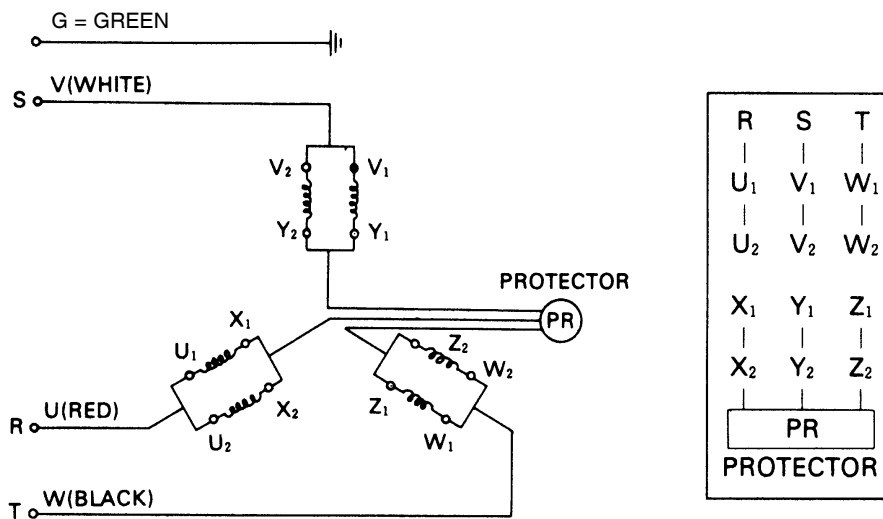 G = GREEN
S V(WHITE)
V₂ V₁
Y₂ Y₁
PROTECTOR
PR
X₁
U₁
Z₂
W₂
R U(RED)
U₂
X₂
Z₁
W₁
T W(BLACK)
R S T
U₁ V₁ W₁
U₂ V₂ W₂
X₁ Y₁ Z₁
X₂ Y₂ Z₂
PR
PROTECTOR